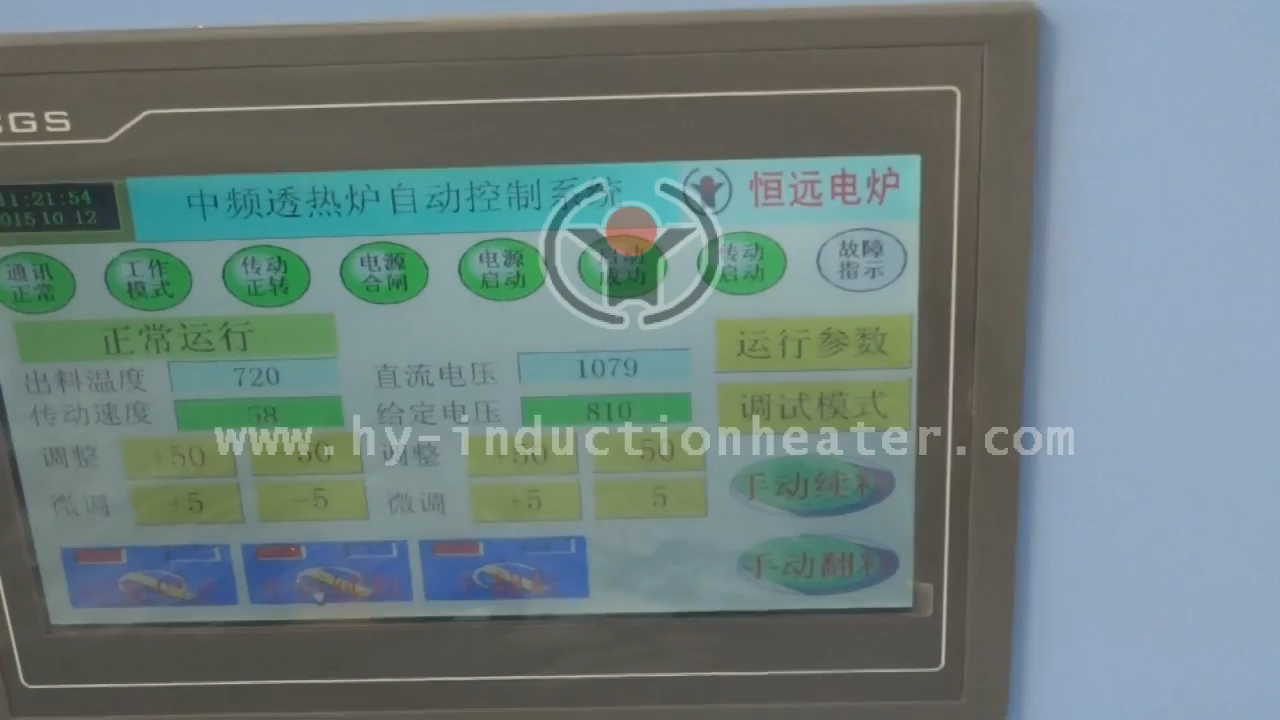 GS
11:21:54
2015 10 12
中频透热炉自动控制系统
恒远电炉
通讯正常
工作模式
传动正转
电源合闸
电源启动
启动成功
传动启动
故障指示
正常运行
出料温度 720 直流电压 1079
运行参数
传动速度 58 给定电压 810
调试模式
www.hy-inductionheater.com
调整 +50 -50 调整 +50 -50
微调 +5 -5 微调 +5 5
手动
手动翻料